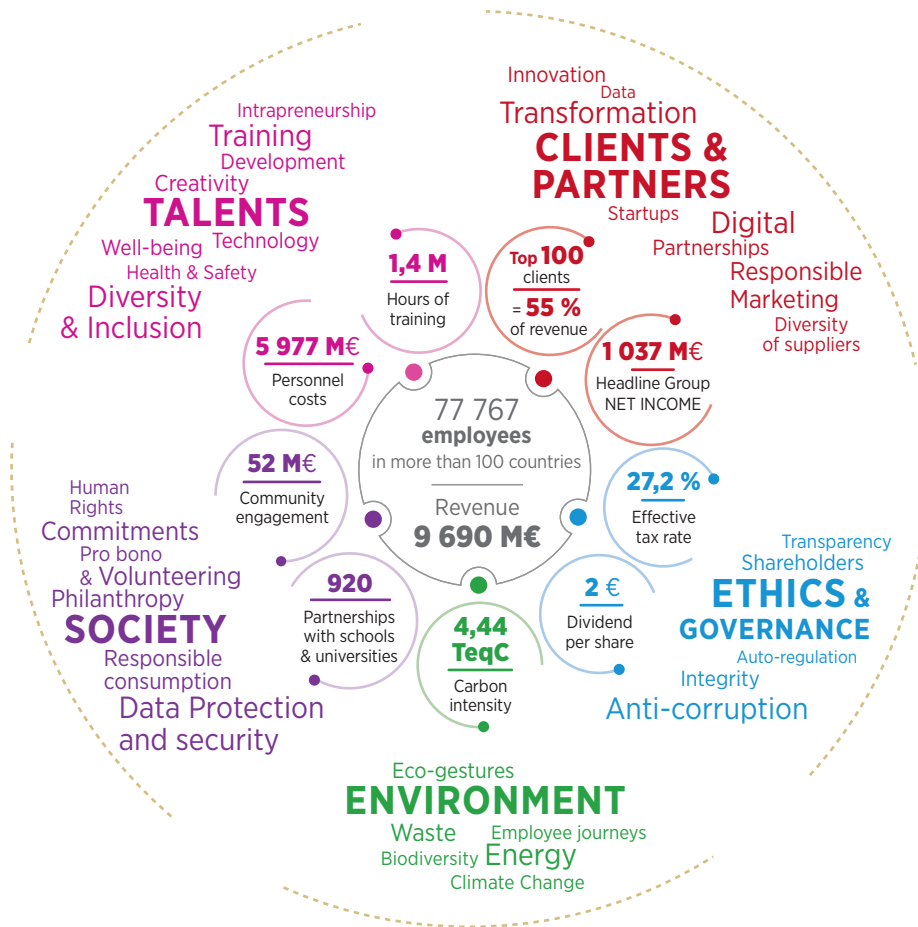 Intrapreneurship
Training
Development
Creativity
TALENTS
Well-being Technology
Health & Safety
Diversity
& Inclusion
Innovation
Data
Transformation
CLIENTS &
PARTNERS
Startups
Digital
Partnerships
Responsible
Marketing
Diversity
of suppliers
1,4 M
Hours of
training
Top 100
clients
= 55 %
of revenue
5 977 M€
Personnel
costs
1 037 M€
Headline Group
NET INCOME
77 767
employees
in more than 100 countries
Revenue
9 690 M€
52 M€
Community
engagement
27,2 %
Effective
tax rate
920
Partnerships
with schools
& universities
4,44
TeqC
Carbon
intensity
2 €
Dividend
per share
Human
Rights
Commitments
Pro bono
& Volunteering
Philanthropy
SOCIETY
Responsible
consumption
Data Protection
and security
Transparency
Shareholders
ETHICS &
GOVERNANCE
Auto-regulation
Integrity
Anti-corruption
Eco-gestures
ENVIRONMENT
Waste Employee journeys
Biodiversity Energy
Climate Change